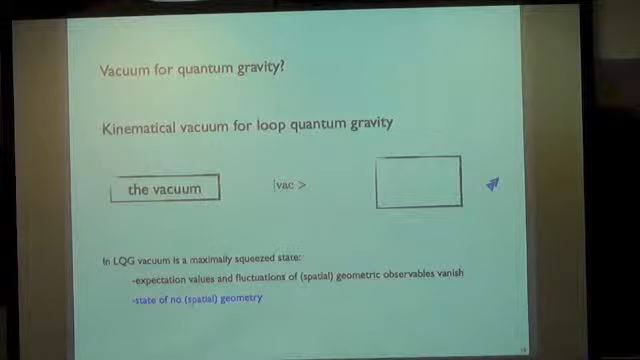 Vacuum for quantum gravity?
Kinematical vacuum for loop quantum gravity
the vacuum |vac >
In LQG vacuum is a maximally squeezed state:
-expectation values and fluctuations of (spatial) geometric observables vanish
-state of no (spatial) geometry